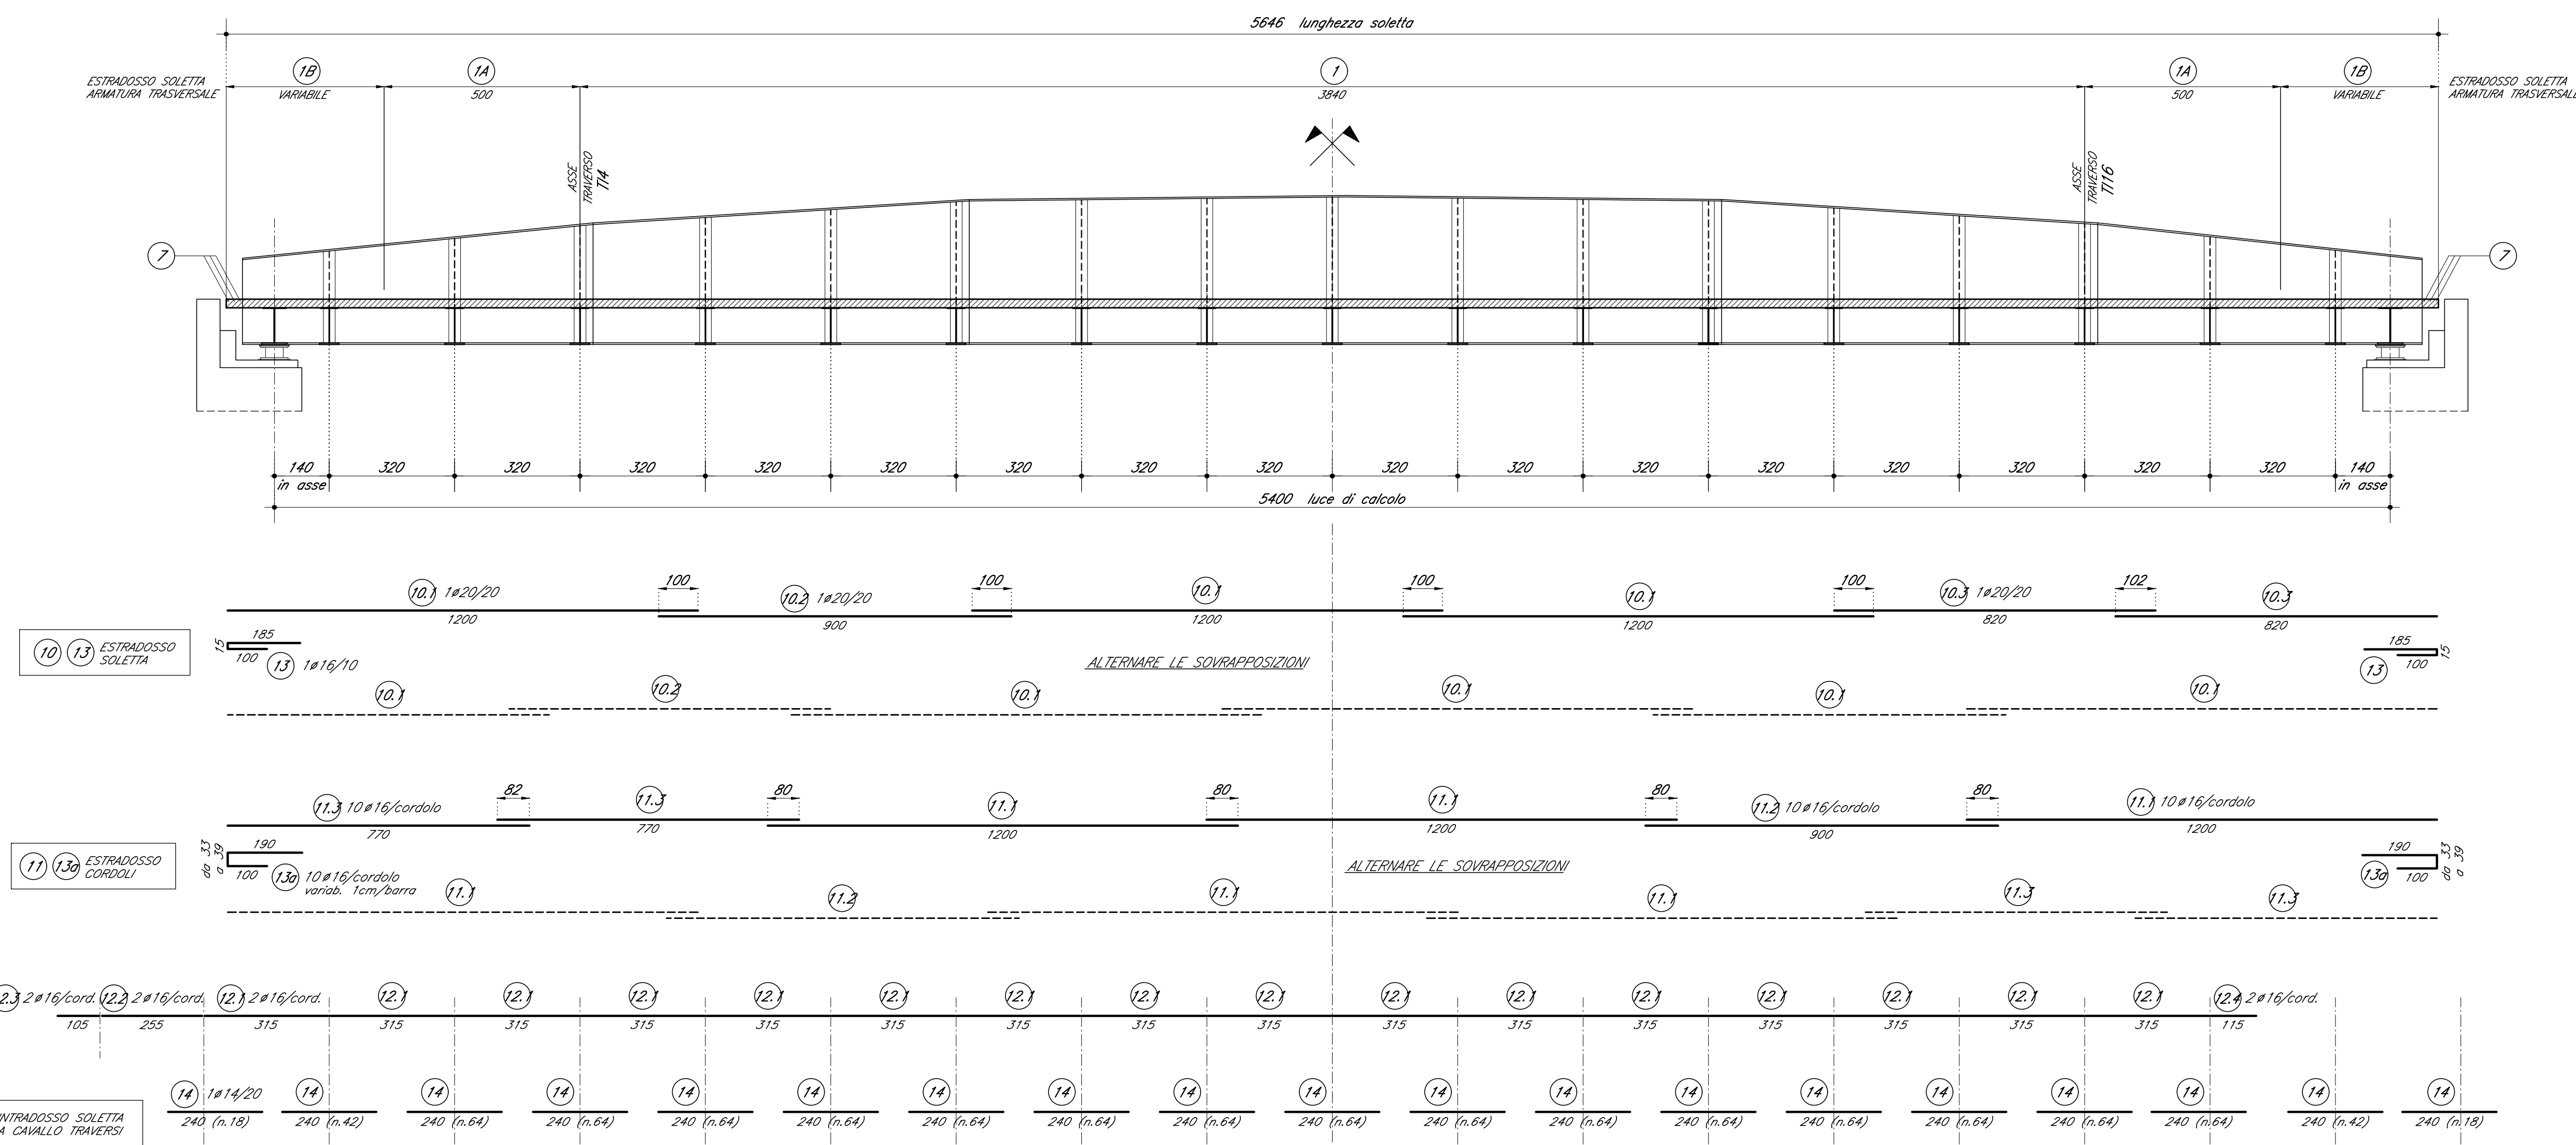 5646 lunghezza soletta
ESTRADOSSO SOLETTA
ARMATURA TRASVERSALE
1B
VARIABILE
1A
500
1
3840
1A
500
1B
VARIABILE
ESTRADOSSO SOLETTA
ARMATURA TRASVERSALE
ASSE
TRAVERSO
TI4
ASSE
TRAVERSO
TI16
7
7
140 320 320 320 320 320 320 320 320 320 320 320 320 320 320 320 320 140
in asse
in asse
5400 luce di calcolo
10.1 1ø20/20
1200
100
10.2 1ø20/20
900
100
10.1
1200
100
10.1
1200
100
10.3 1ø20/20
820
102
10.3
820
10 13 ESTRADOSSO
SOLETTA
15
185
100
13 1ø16/10
ALTERNARE LE SOVRAPPOSIZIONI
185
100
15
13
10.1 10.2 10.1 10.1 10.1 10.1
11.3 10ø16/cordolo
770
82
11.3
770
80
11.1
1200
80
11.1
1200
80
11.2 10ø16/cordolo
900
80
11.1 10ø16/cordolo
1200
11 13a ESTRADOSSO
CORDOLI
da 33
a 39
190
100
13a 10ø16/cordolo
variab. 1cm/barra
ALTERNARE LE SOVRAPPOSIZIONI
190
100
da 33
a 39
13a
11.1 11.2 11.1 11.1 11.3 11.3
2.3 2ø16/cord. 12.2 2ø16/cord. 12.1 2ø16/cord. 12.1 12.1 12.1 12.1 12.1 12.1 12.1 12.1 12.1 12.1 12.1 12.1 12.1 12.1 12.1 12.4 2ø16/cord.
105 255 315 315 315 315 315 315 315 315 315 315 315 315 315 315 315 315 115
14 1ø14/20 14 14 14 14 14 14 14 14 14 14 14 14 14 14 14 14 14 14
INTRADOSSO SOLETTA
A CAVALLO TRAVERSI
240 (n.18) 240 (n.42) 240 (n.64) 240 (n.64) 240 (n.64) 240 (n.64) 240 (n.64) 240 (n.64) 240 (n.64) 240 (n.64) 240 (n.64) 240 (n.64) 240 (n.64) 240 (n.64) 240 (n.64) 240 (n.64) 240 (n.64) 240 (n.42) 240 (n.18)